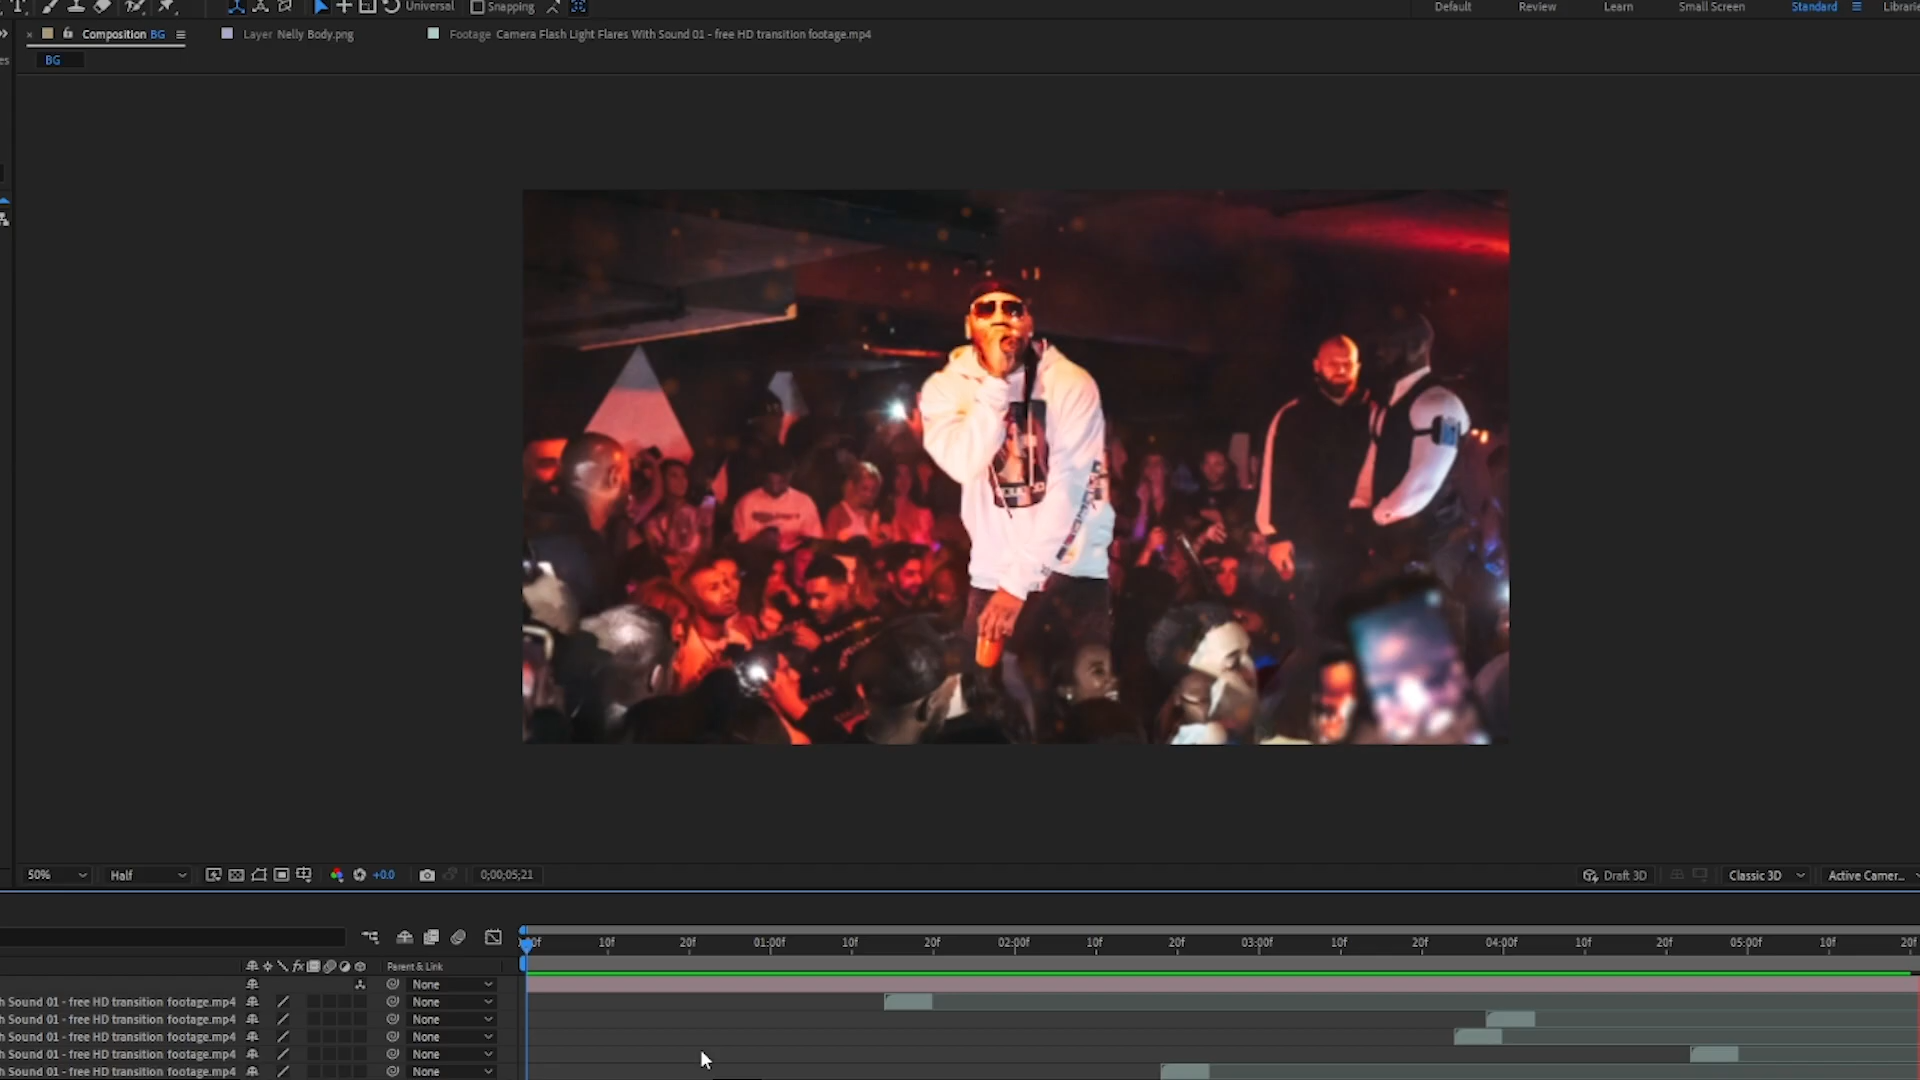 Universal Snapping Default Review Learn Small Screen Standard Librarie
Composition BG Layer Nelly Body.png Footage Camera Flash Light Flares With Sound 01 - free HD transition footage.mp4
BG
50% Half +0.0 0;00;05;21 Draft 3D Classic 3D Active Camer...
10f 20f 01:00f 10f 20f 02:00f 10f 20f 03:00f 10f 20f 04:00f 10f 20f 05:00f 10f 20f
fx Parent & Link
None
h Sound 01 - free HD transition footage.mp4 None
h Sound 01 - free HD transition footage.mp4 None
h Sound 01 - free HD transition footage.mp4 None
h Sound 01 - free HD transition footage.mp4 None
h Sound 01 - free HD transition footage.mp4 None